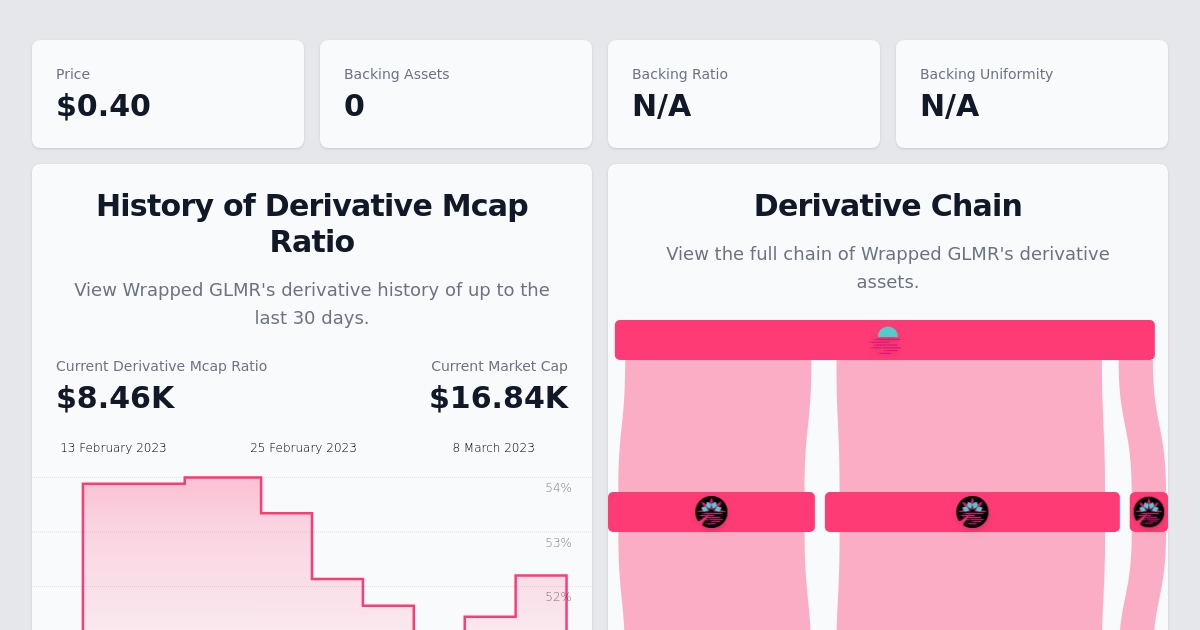 Price
$0.40
Backing Assets
0
Backing Ratio
N/A
Backing Uniformity
N/A
History of Derivative Mcap
Ratio
View Wrapped GLMR's derivative history of up to the
last 30 days.
Current Derivative Mcap Ratio
$8.46K
Current Market Cap
$16.84K
13 February 2023
25 February 2023
8 March 2023
54%
53%
52%
Derivative Chain
View the full chain of Wrapped GLMR's derivative
assets.